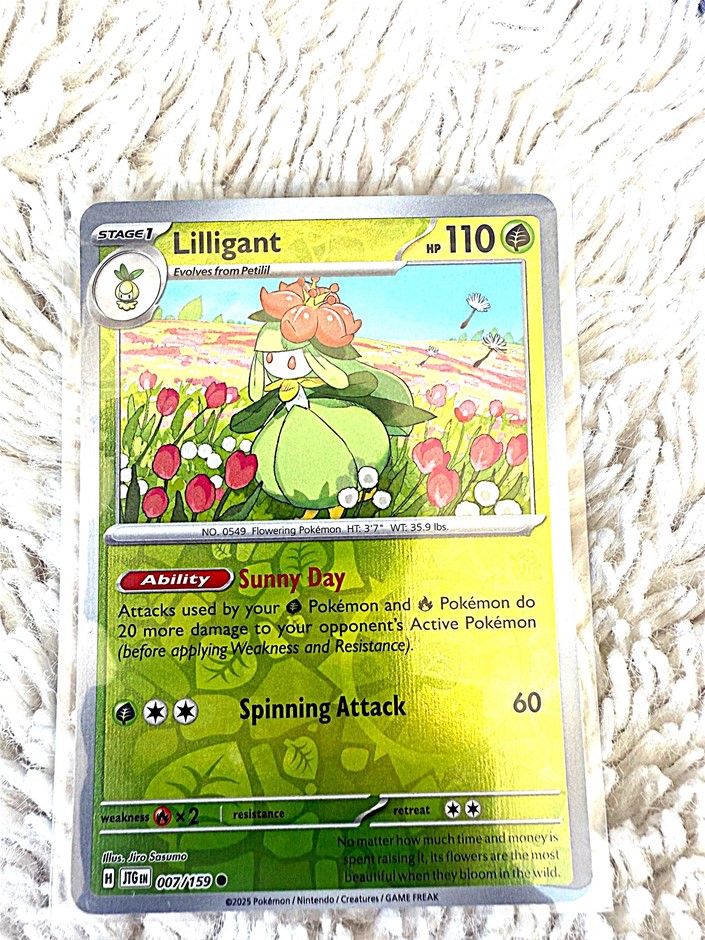 STAGE1 Lilligant HP 110
Evolves from Petilil
NO. 0549 Flowering Pokémon HT: 3'7" WT: 35.9 lbs.
Ability Sunny Day
Attacks used by your Pokémon and Pokémon do
20 more damage to your opponent's Active Pokémon
(before applying Weakness and Resistance).
Spinning Attack 60
weakness ×2 resistance retreat
No matter how much time and money is
spent raising it, its flowers are the most
beautiful when they bloom in the wild.
Illus. Jiro Sasumo
H JTG EN 007/159
©2025 Pokémon / Nintendo / Creatures / GAME FREAK